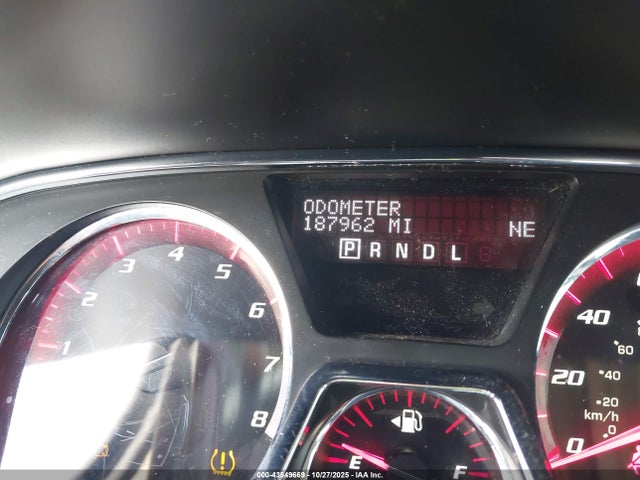 ODOMETER
187962 MI NE
P R N D L
1 2 3 4 5 6 7 8
E F
0 20 40
km/h 0 20 40 60
000-43549669 - 10/27/2025 - IAA Inc.